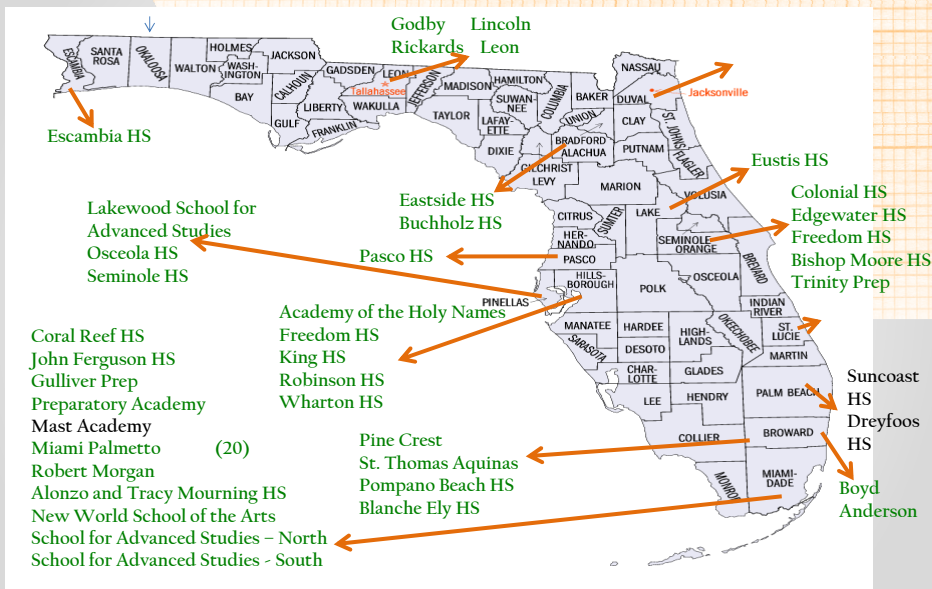 Godby Lincoln
Rickards Leon
ESCAMBIA
SANTA
ROSA
OKALOOSA
WALTON
HOLMES
WASH-
INGTON
BAY
JACKSON
CALHOUN
GULF
GADSDEN
LIBERTY
FRANKLIN
LEON
Tallahassee
WAKULLA
JEFFERSON
MADISON
TAYLOR
HAMILTON
SUWAN-
NEE
LAFAY-
ETTE
DIXIE
COLUMBIA
BAKER
UNION
BRADFORD
ALACHUA
GILCHRIST
LEVY
NASSAU
DUVAL
Jacksonville
CLAY
ST. JOHNS
PUTNAM
FLAGLER
MARION
VOLUSIA
CITRUS
SUMTER
LAKE
HER-
NANDO
PASCO
SEMINOLE
ORANGE
BREVARD
HILLS-
BOROUGH
PINELLAS
POLK
OSCEOLA
INDIAN
RIVER
MANATEE
HARDEE
HIGH-
LANDS
OKEECHOBEE
ST.
LUCIE
SARASOTA
DESOTO
MARTIN
CHAR-
LOTTE
GLADES
PALM BEACH
LEE
HENDRY
COLLIER
BROWARD
MONROE
MIAMI-
DADE
Escambia HS
Eastside HS
Buchholz HS
Eustis HS
Colonial HS
Edgewater HS
Freedom HS
Bishop Moore HS
Trinity Prep
Lakewood School for
Advanced Studies
Osceola HS
Seminole HS
Pasco HS
Academy of the Holy Names
Freedom HS
King HS
Robinson HS
Wharton HS
Coral Reef HS
John Ferguson HS
Gulliver Prep
Preparatory Academy
Mast Academy
Miami Palmetto (20)
Robert Morgan
Alonzo and Tracy Mourning HS
New World School of the Arts
School for Advanced Studies – North
School for Advanced Studies - South
Pine Crest
St. Thomas Aquinas
Pompano Beach HS
Blanche Ely HS
Suncoast
HS
Dreyfoos
HS
Boyd
Anderson